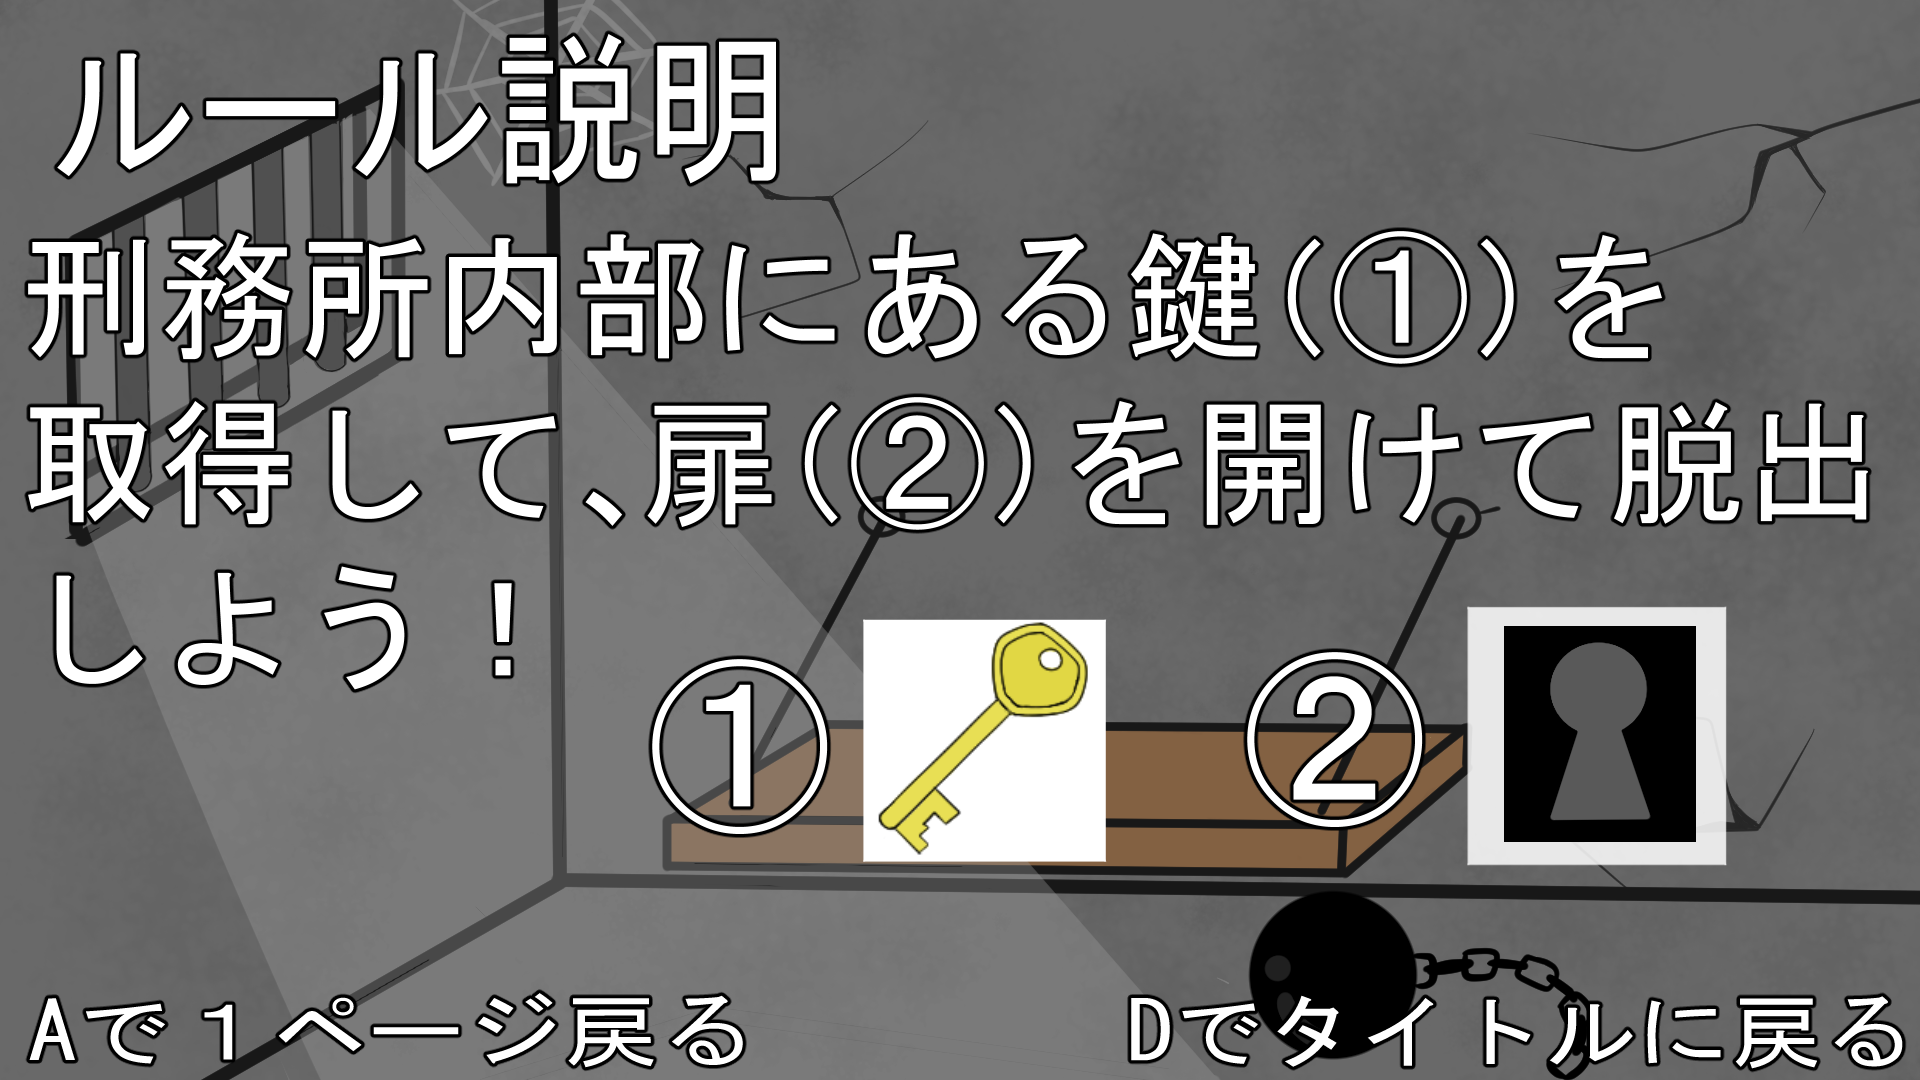 ルール説明
刑務所内部にある鍵(①)を
取得して、扉(②)を開けて脱出
しよう！
① ②
Aで１ページ戻る
Dでタイトルに戻る